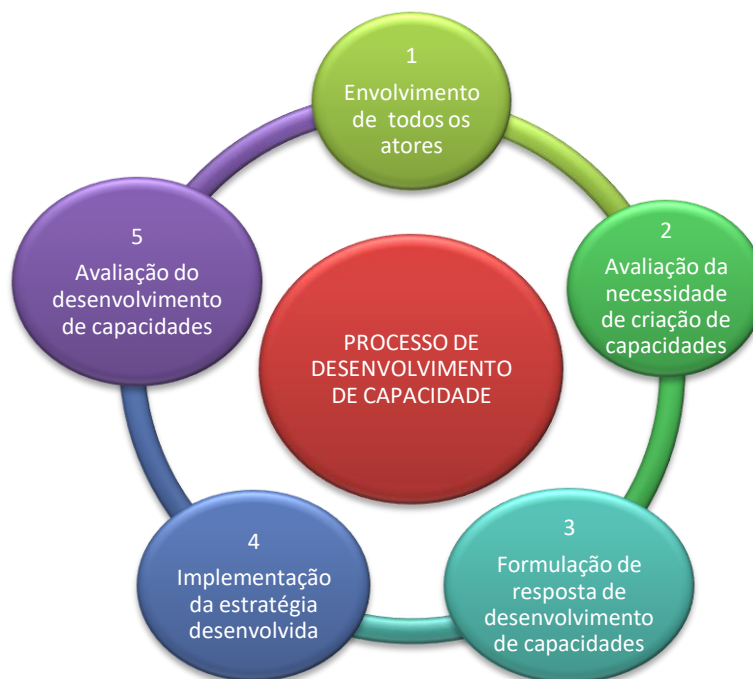 1
Envolvimento
de todos os
atores
2
Avaliação da
necessidade
de criação de
capacidades
3
Formulação de
resposta de
desenvolvimento
de capacidades
4
Implementação
da estratégia
desenvolvida
5
Avaliação do
desenvolvimento
de capacidades
PROCESSO DE
DESENVOLVIMENTO
DE CAPACIDADE